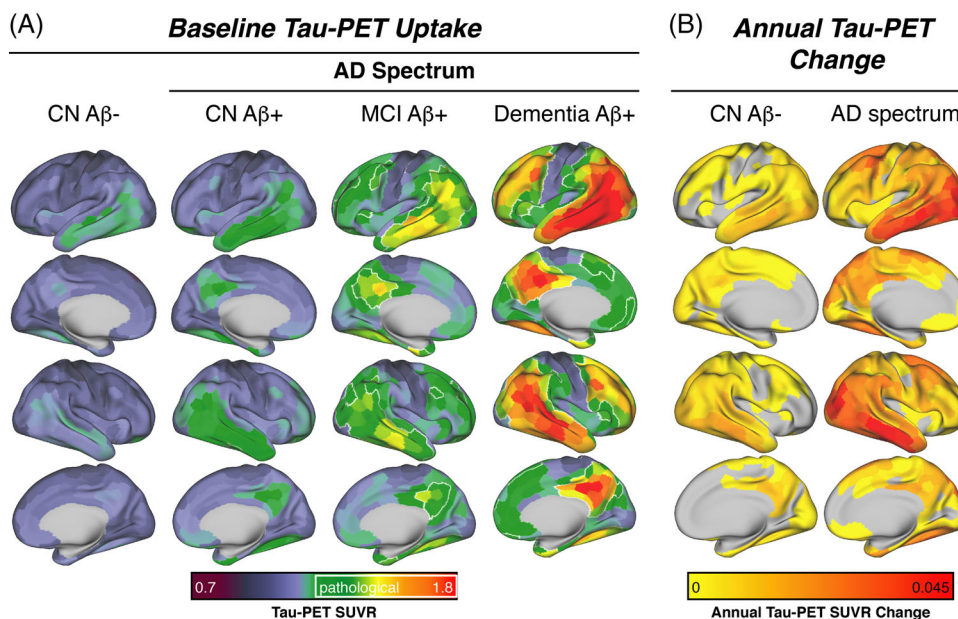 (A)
Baseline Tau-PET Uptake
AD Spectrum
CN Aβ-
CN Aβ+
MCI Aβ+
Dementia Aβ+
0.7
pathological
1.8
Tau-PET SUVR
(B)
Annual Tau-PET
Change
CN Aβ-
AD spectrum
0
0.045
Annual Tau-PET SUVR Change